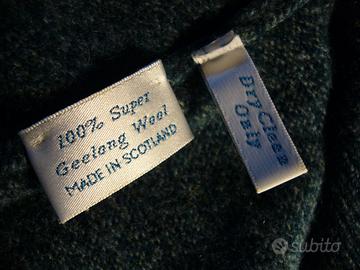 100% Super
Geelong Wool
MADE IN SCOTLAND
Dry Clean
Only
subito